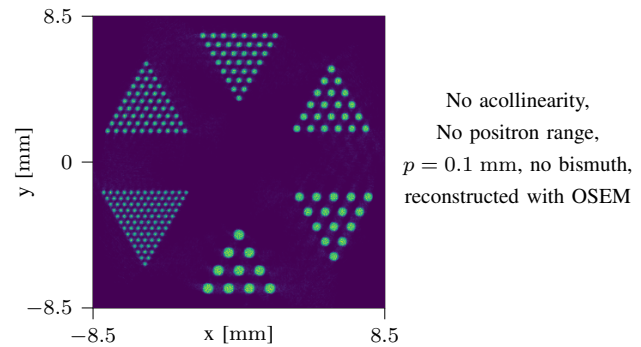 8.5
0
−8.5
y [mm]
−8.5
x [mm]
8.5
No acollinearity,
No positron range,
p = 0.1 mm, no bismuth,
reconstructed with OSEM